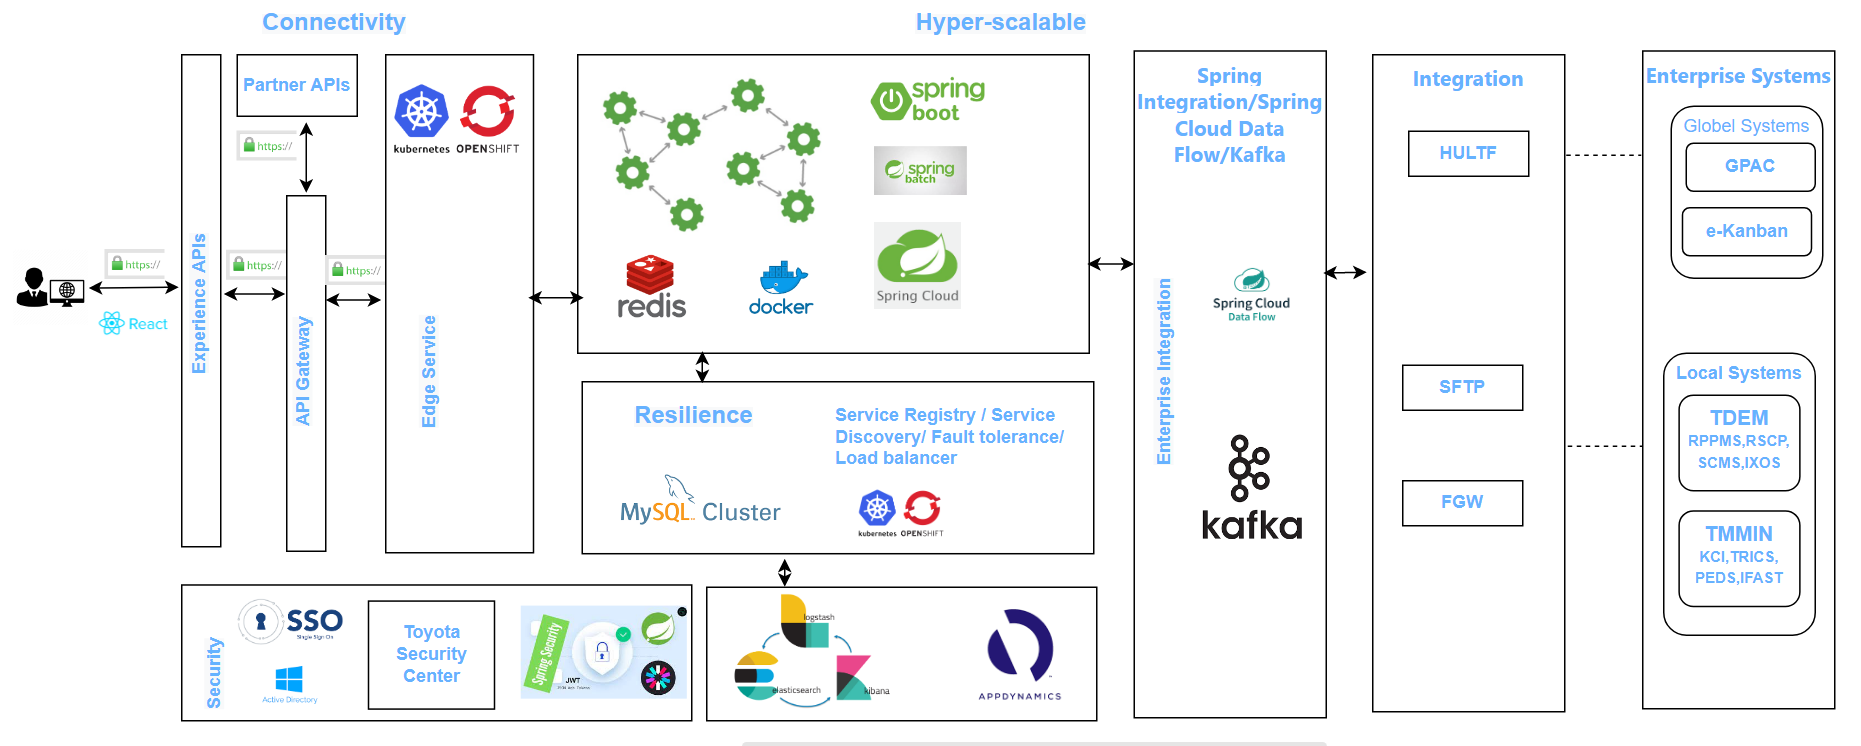 Connectivity
Hyper-scalable
Partner APIs
https://
https://
React
Experience APIs
https://
API Gateway
https://
kubernetes
OPENSHIFT
Edge Service
spring
boot
spring
batch
Spring Cloud
redis
docker
Resilience
Service Registry / Service
Discovery/ Fault tolerance/
Load balancer
MySQL Cluster
kubernetes
OPENSHIFT
Security
SSO
Single Sign On
Active Directory
Toyota
Security
Center
Spring Security
JWT
JSON Web Tokens
logstash
elasticsearch
kibana
APPDYNAMICS
Spring
Integration/Spring
Cloud Data
Flow/Kafka
Enterprise Integration
Spring Cloud
Data Flow
kafka
Integration
HULTF
SFTP
FGW
Enterprise Systems
Globel Systems
GPAC
e-Kanban
Local Systems
TDEM
RPPMS,RSCP,
SCMS,IXOS
TMMIN
KCI,TRICS,
PEDS,IFAST